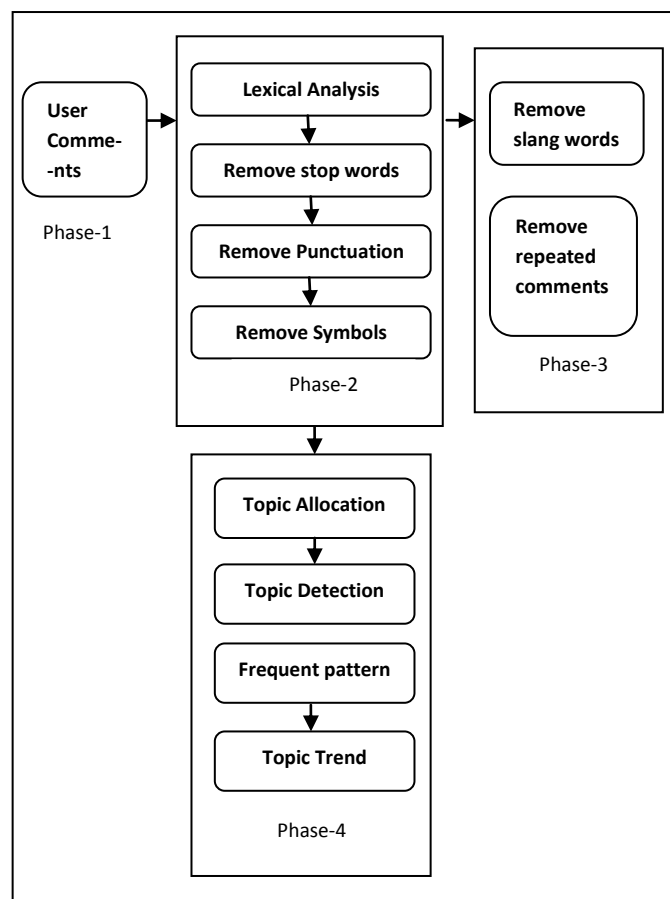 User
Comme-
-nts
Phase-1
Lexical Analysis
Remove stop words
Remove Punctuation
Remove Symbols
Phase-2
Remove
slang words
Remove
repeated
comments
Phase-3
Topic Allocation
Topic Detection
Frequent pattern
Topic Trend
Phase-4